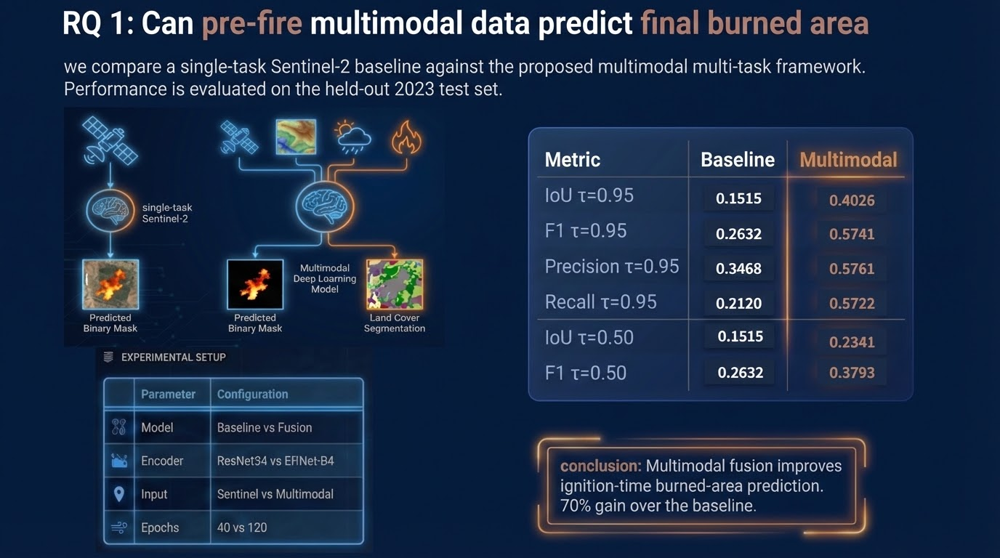 RQ 1: Can pre-fire multimodal data predict final burned area
we compare a single-task Sentinel-2 baseline against the proposed multimodal multi-task framework.
Performance is evaluated on the held-out 2023 test set.
single-task
Sentinel-2
Predicted
Binary Mask
Multimodal
Deep Loarning
Model
Predicted
Binary Mask
Land Cover
Segmentation
EXPERIMENTAL SETUP
Parameter Configuration
Model Baseline vs Fusion
Encoder ResNet34 vs EFINet-B4
Input Sentinel vs Multimodal
Epochs 40 vs 120
Metric Baseline Multimodal
IoU τ=0.95 0.1515 0.4026
F1 τ=0.95 0.2632 0.5741
Precision τ=0.95 0.3468 0.5761
Recall τ=0.95 0.2120 0.5722
IoU τ=0.50 0.1515 0.2341
F1 τ=0.50 0.2632 0.3793
conclusion: Multimodal fusion improves
ignition-time burned-area prediction.
70% gain over the baseline.